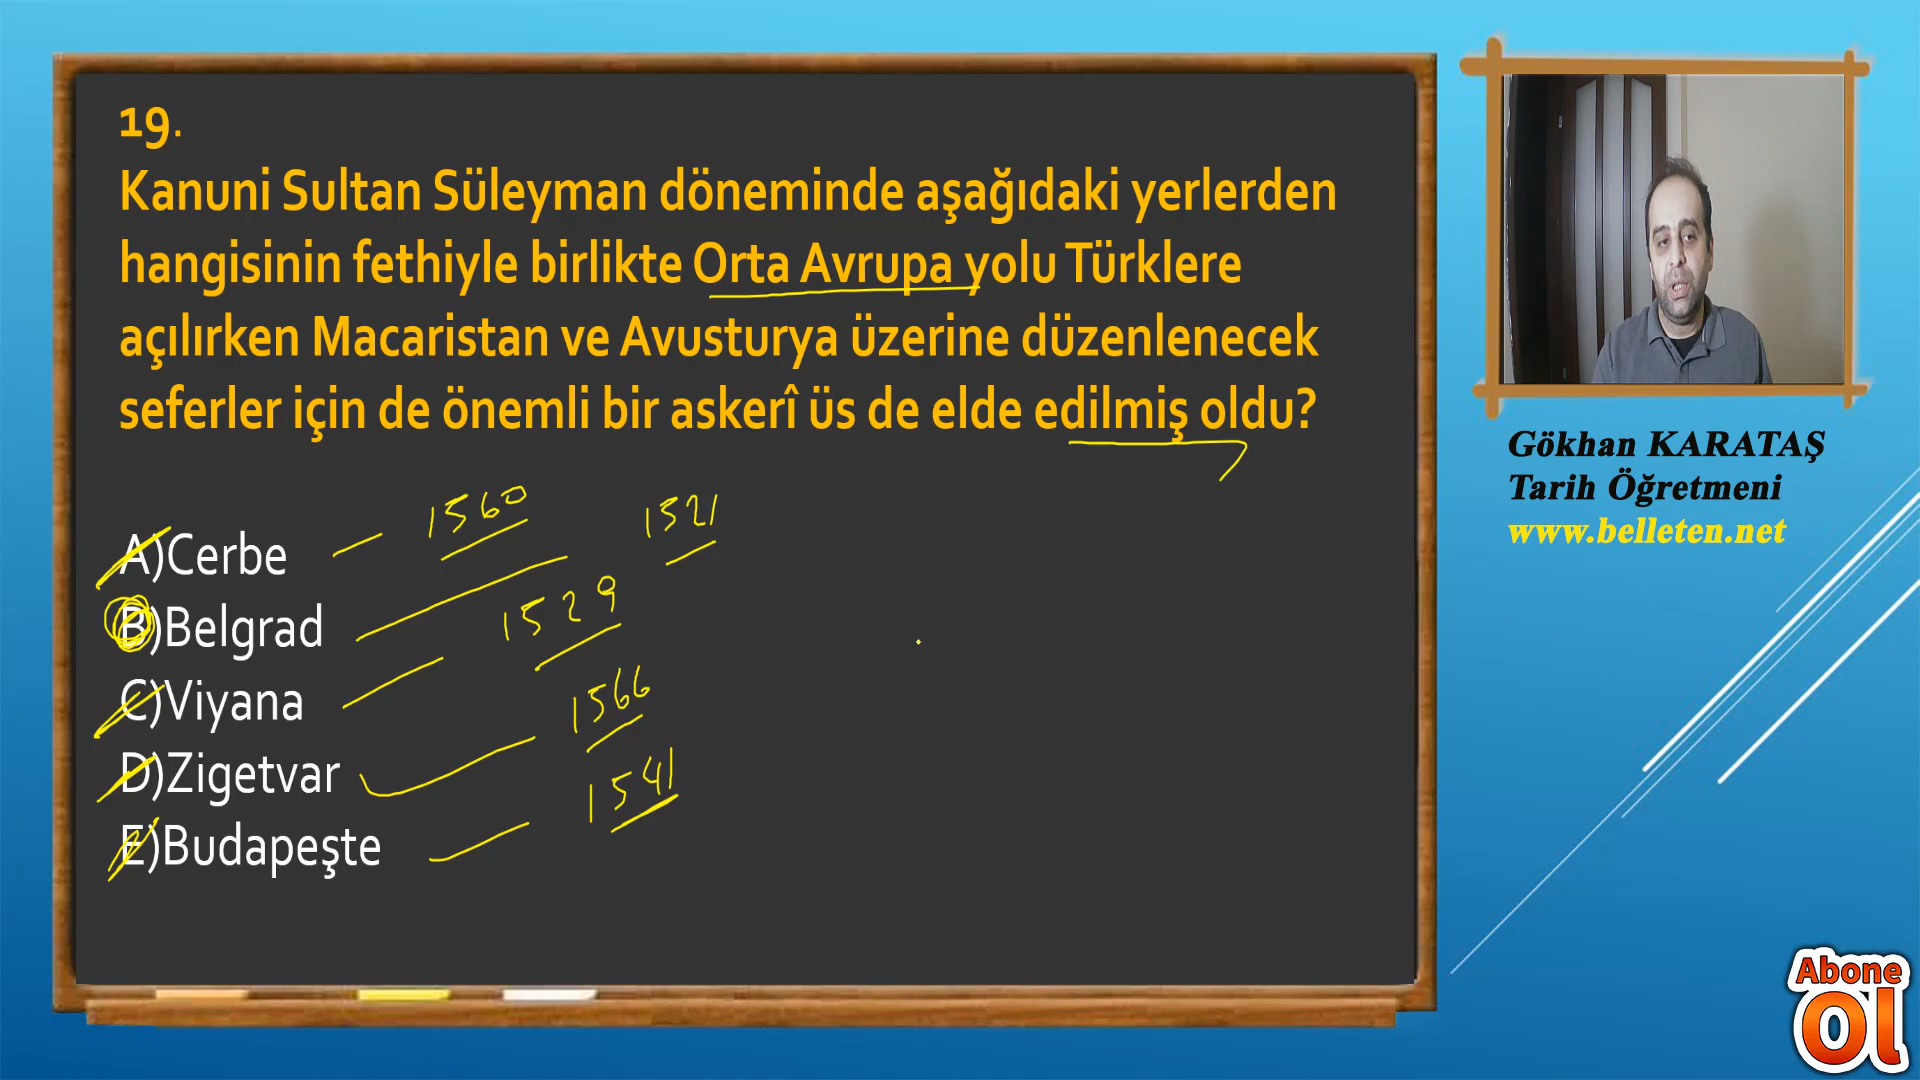 19.
Kanuni Sultan Süleyman döneminde aşağıdaki yerlerden
hangisinin fethiyle birlikte Orta Avrupa yolu Türklere
açılırken Macaristan ve Avusturya üzerine düzenlenecek
seferler için de önemli bir askerî üs de elde edilmiş oldu?
A)Cerbe 1560
B)Belgrad 1521
C)Viyana 1529
D)Zigetvar 1566
E)Budapeşte 1541
Gökhan KARATAŞ
Tarih Öğretmeni
www.belleten.net
Abone
Ol